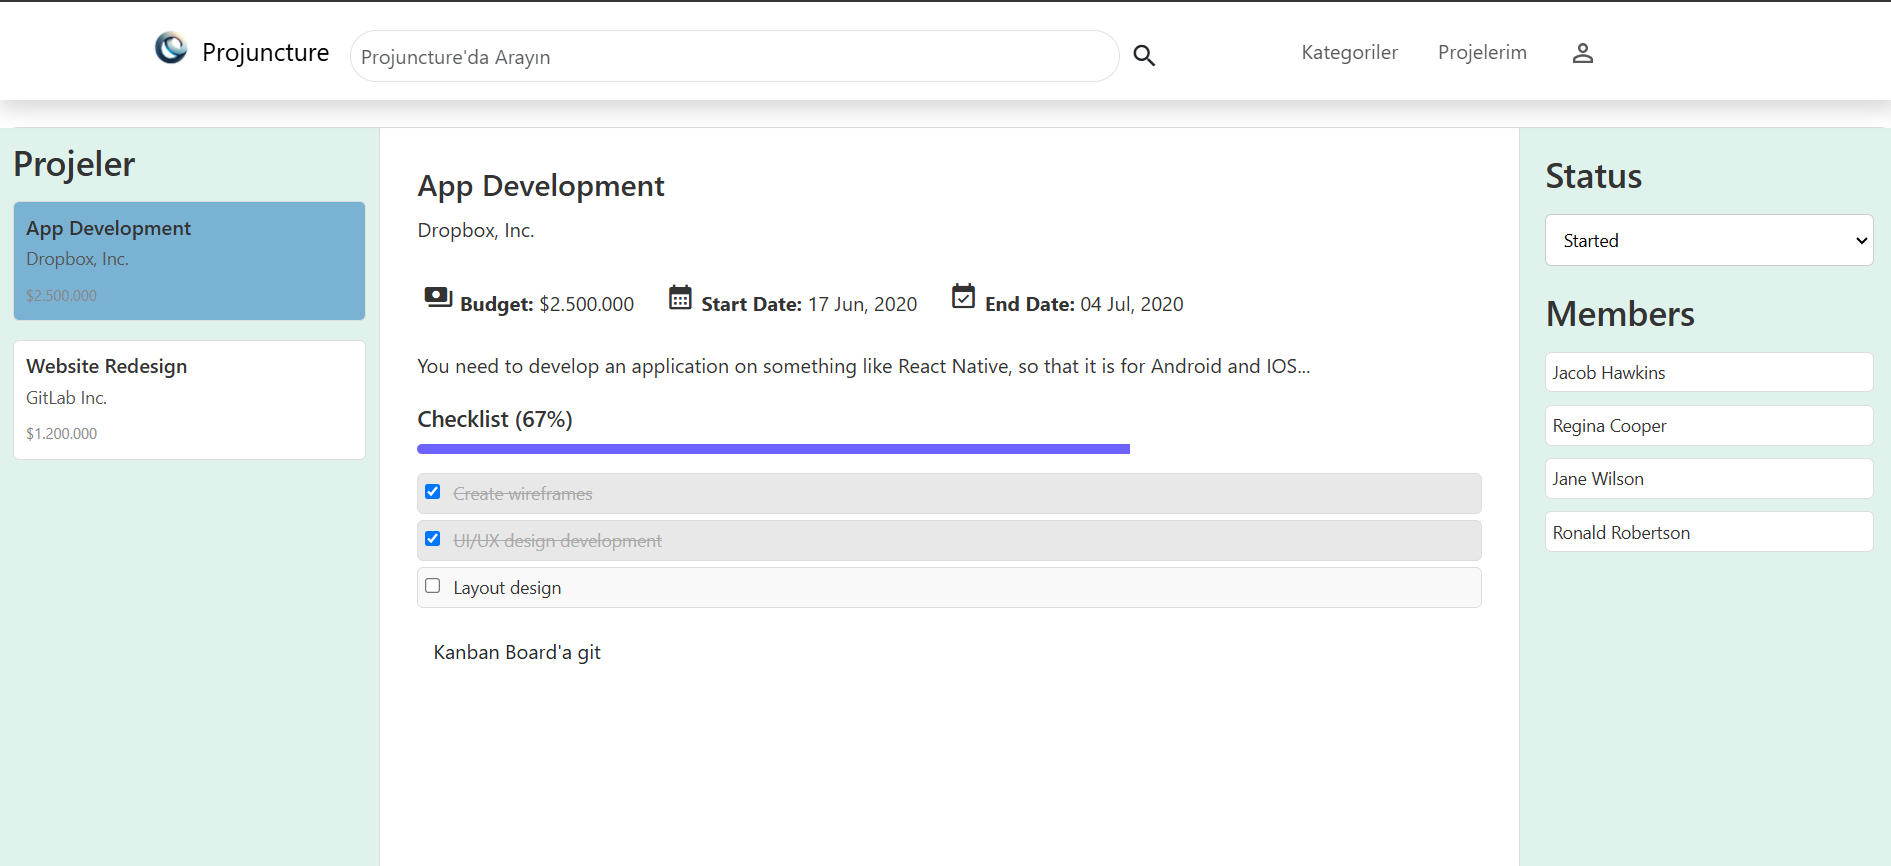 Projuncture
Projuncture'da Arayın
Kategoriler
Projelerim
Projeler
App Development
Dropbox, Inc.
$2.500.000
Website Redesign
GitLab Inc.
$1.200.000
App Development
Dropbox, Inc.
Budget: $2.500.000
Start Date: 17 Jun, 2020
End Date: 04 Jul, 2020
You need to develop an application on something like React Native, so that it is for Android and IOS...
Checklist (67%)
Create wireframes
UI/UX design development
Layout design
Kanban Board'a git
Status
Started
Members
Jacob Hawkins
Regina Cooper
Jane Wilson
Ronald Robertson